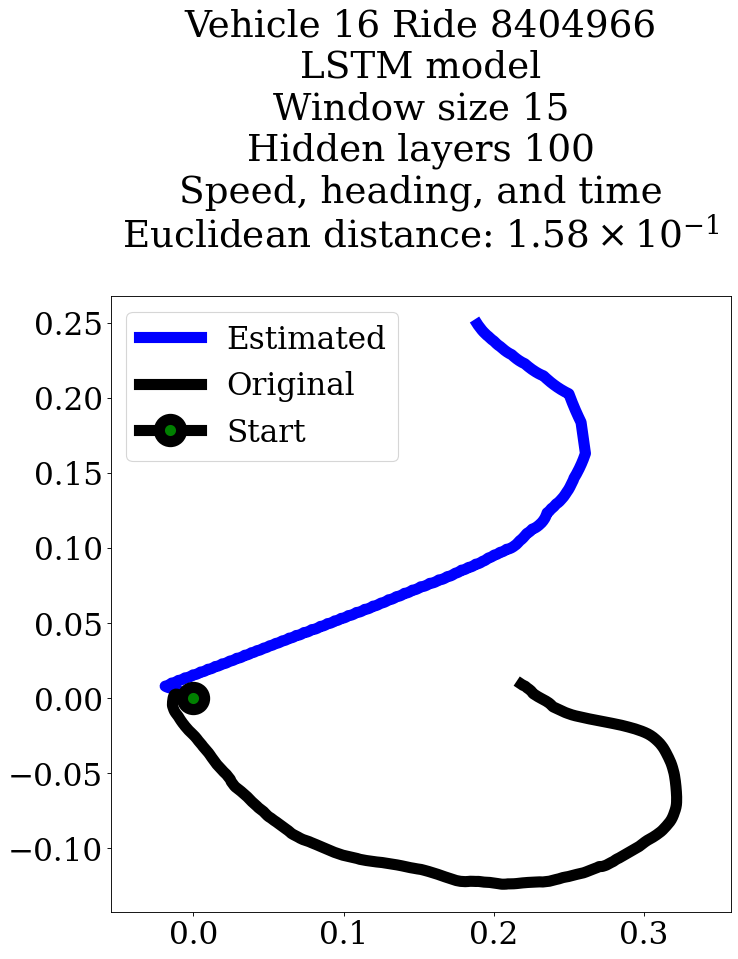 Vehicle 16 Ride 8404966
LSTM model
Window size 15
Hidden layers 100
Speed, heading, and time
Euclidean distance: 1.58 × 10⁻¹
Estimated
Original
Start
0.25
0.20
0.15
0.10
0.05
0.00
−0.05
−0.10
0.0 0.1 0.2 0.3